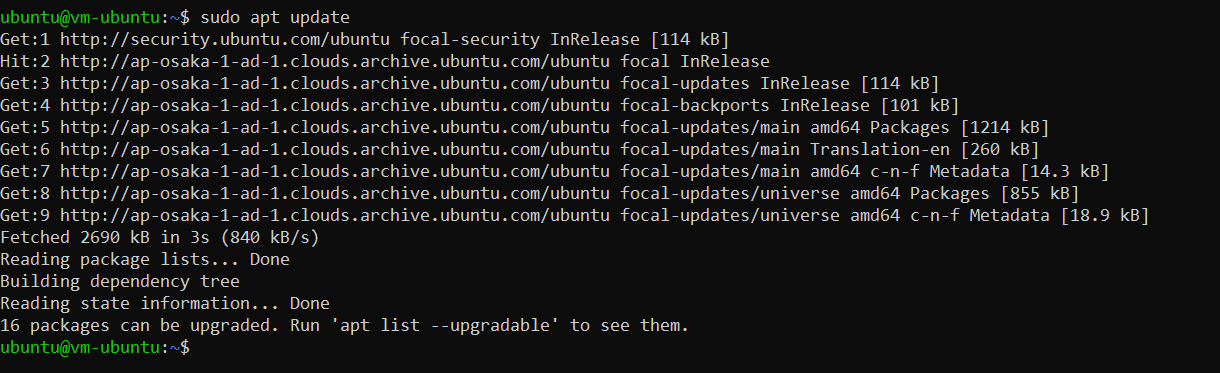 ubuntu@vm-ubuntu:~$ sudo apt update
Get:1 http://security.ubuntu.com/ubuntu focal-security InRelease [114 kB]
Hit:2 http://ap-osaka-1-ad-1.clouds.archive.ubuntu.com/ubuntu focal InRelease
Get:3 http://ap-osaka-1-ad-1.clouds.archive.ubuntu.com/ubuntu focal-updates InRelease [114 kB]
Get:4 http://ap-osaka-1-ad-1.clouds.archive.ubuntu.com/ubuntu focal-backports InRelease [101 kB]
Get:5 http://ap-osaka-1-ad-1.clouds.archive.ubuntu.com/ubuntu focal-updates/main amd64 Packages [1214 kB]
Get:6 http://ap-osaka-1-ad-1.clouds.archive.ubuntu.com/ubuntu focal-updates/main Translation-en [260 kB]
Get:7 http://ap-osaka-1-ad-1.clouds.archive.ubuntu.com/ubuntu focal-updates/main amd64 c-n-f Metadata [14.3 kB]
Get:8 http://ap-osaka-1-ad-1.clouds.archive.ubuntu.com/ubuntu focal-updates/universe amd64 Packages [855 kB]
Get:9 http://ap-osaka-1-ad-1.clouds.archive.ubuntu.com/ubuntu focal-updates/universe amd64 c-n-f Metadata [18.9 kB]
Fetched 2690 kB in 3s (840 kB/s)
Reading package lists... Done
Building dependency tree
Reading state information... Done
16 packages can be upgraded. Run 'apt list --upgradable' to see them.
ubuntu@vm-ubuntu:~$